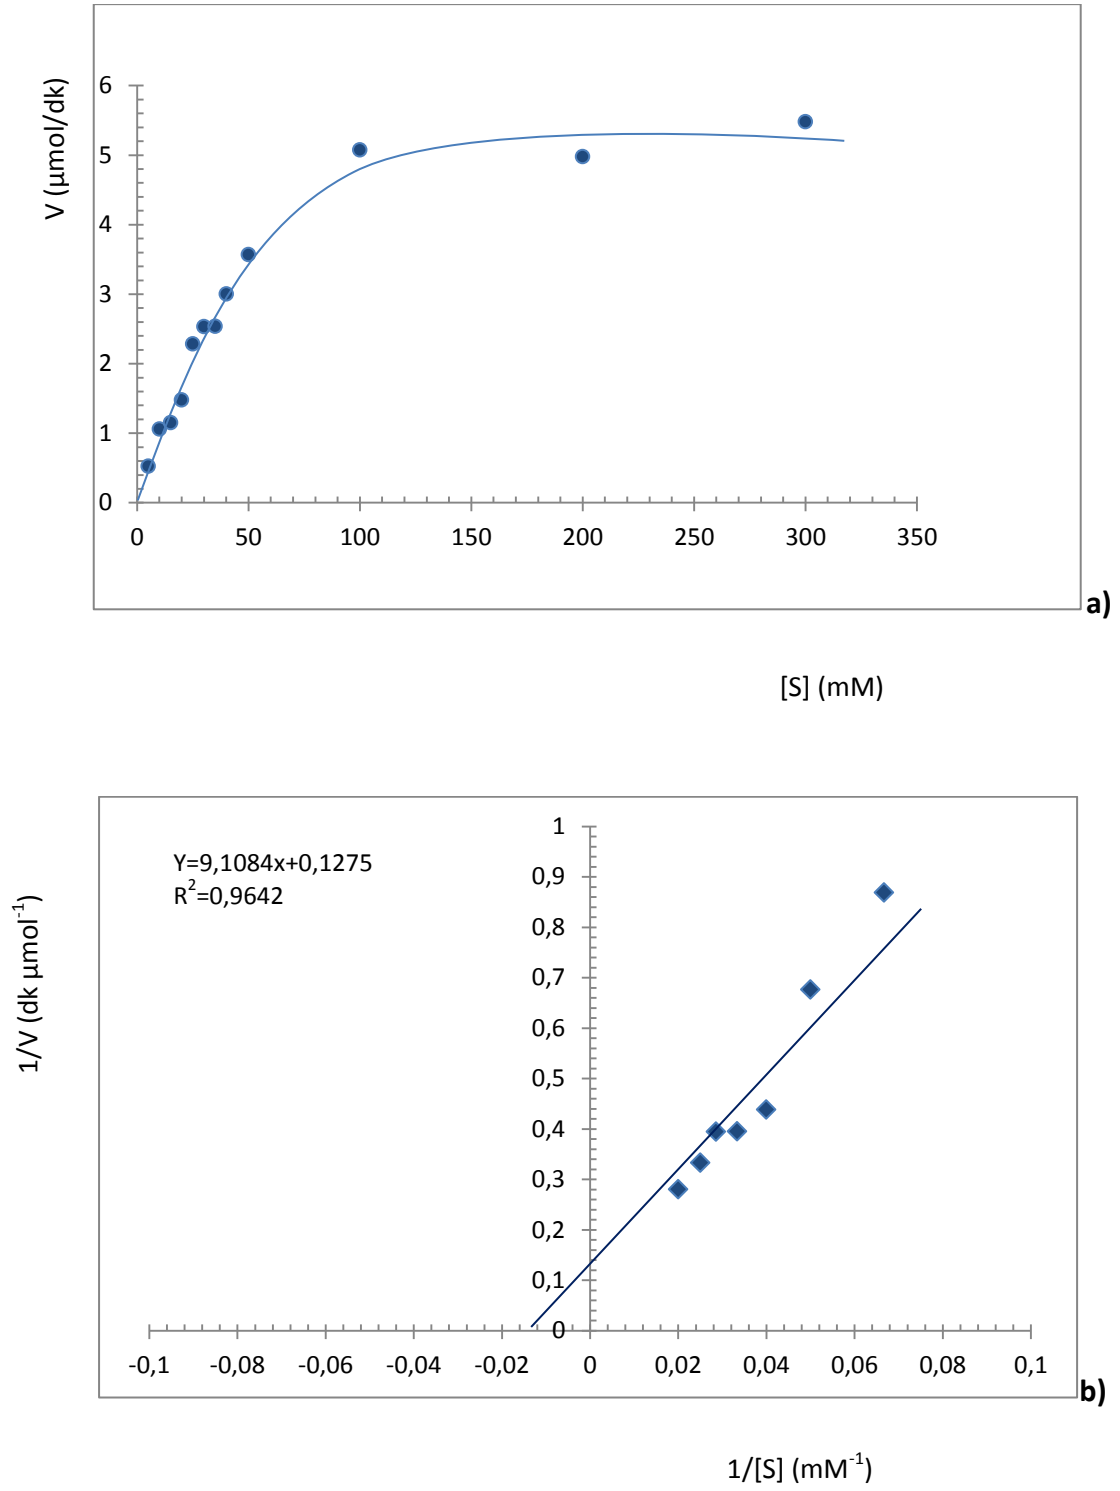 V (µmol/dk)
6
5
4
3
2
1
0
0 50 100 150 200 250 300 350
a)
[S] (mM)
Y=9,1084x+0,1275
R²=0,9642
1/V (dk µmol⁻¹)
1
0,9
0,8
0,7
0,6
0,5
0,4
0,3
0,2
0,1
0
-0,1 -0,08 -0,06 -0,04 -0,02 0 0,02 0,04 0,06 0,08 0,1
b)
1/[S] (mM⁻¹)